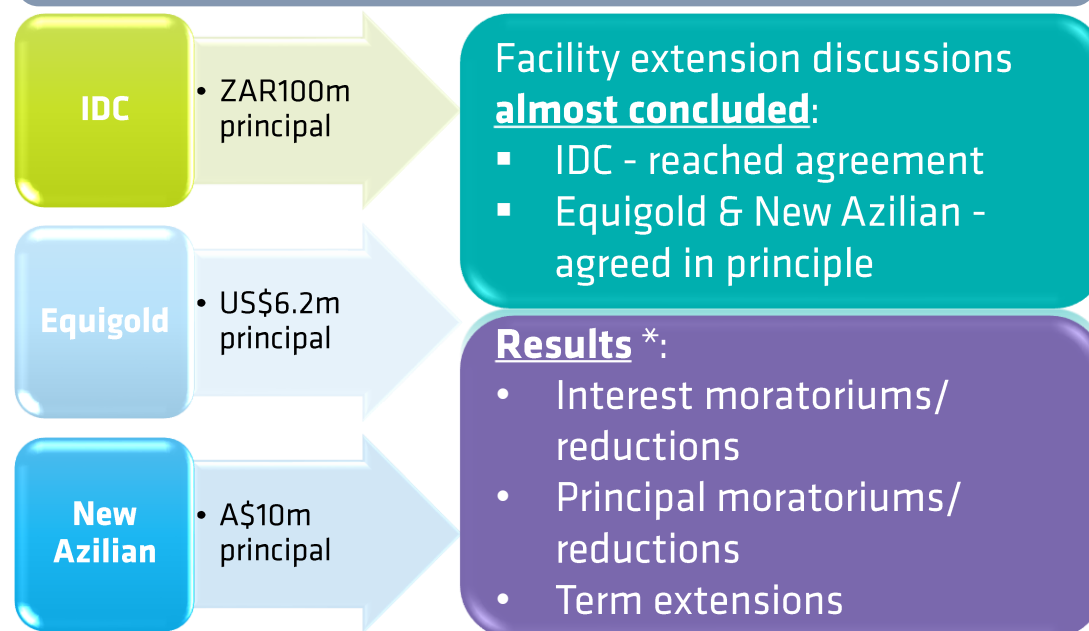 IDC
• ZAR100m
principal
Equigold
• US$6.2m
principal
New
Azilian
• A$10m
principal
Facility extension discussions
almost concluded:
▪ IDC - reached agreement
▪ Equigold & New Azilian -
agreed in principle
Results *:
• Interest moratoriums/
reductions
• Principal moratoriums/
reductions
• Term extensions